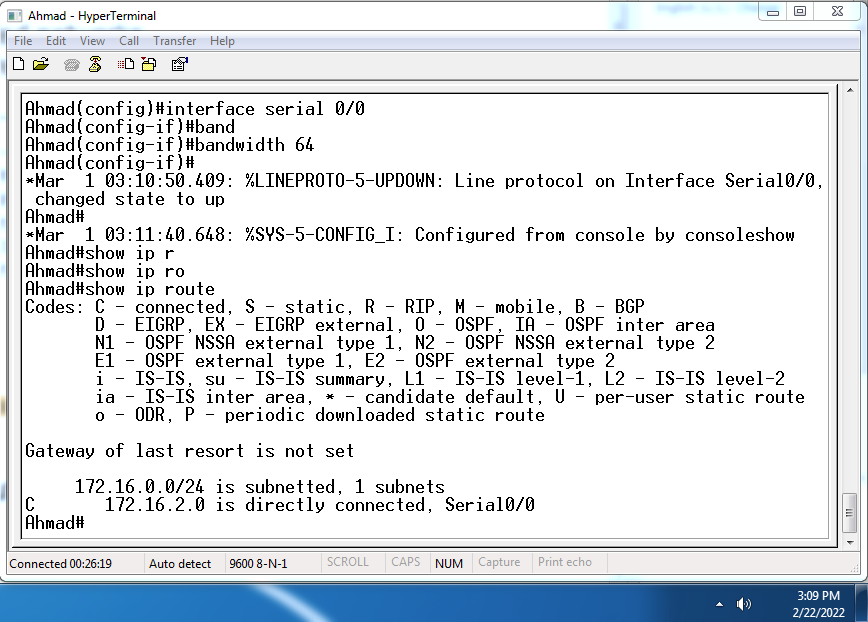 Ahmad - HyperTerminal
File Edit View Call Transfer Help
Ahmad(config)#interface serial 0/0
Ahmad(config-if)#band
Ahmad(config-if)#bandwidth 64
Ahmad(config-if)#
*Mar  1 03:10:50.409: %LINEPROTO-5-UPDOWN: Line protocol on Interface Serial0/0,
 changed state to up
Ahmad#
*Mar  1 03:11:40.648: %SYS-5-CONFIG_I: Configured from console by consoleshow
Ahmad#show ip r
Ahmad#show ip ro
Ahmad#show ip route
Codes: C - connected, S - static, R - RIP, M - mobile, B - BGP
       D - EIGRP, EX - EIGRP external, O - OSPF, IA - OSPF inter area
       N1 - OSPF NSSA external type 1, N2 - OSPF NSSA external type 2
       E1 - OSPF external type 1, E2 - OSPF external type 2
       i - IS-IS, su - IS-IS summary, L1 - IS-IS level-1, L2 - IS-IS level-2
       ia - IS-IS inter area, * - candidate default, U - per-user static route
       o - ODR, P - periodic downloaded static route
Gateway of last resort is not set
     172.16.0.0/24 is subnetted, 1 subnets
C       172.16.2.0 is directly connected, Serial0/0
Ahmad#
Connected 00:26:19 Auto detect 9600 8-N-1 SCROLL CAPS NUM Capture Print echo
3:09 PM
2/22/2022